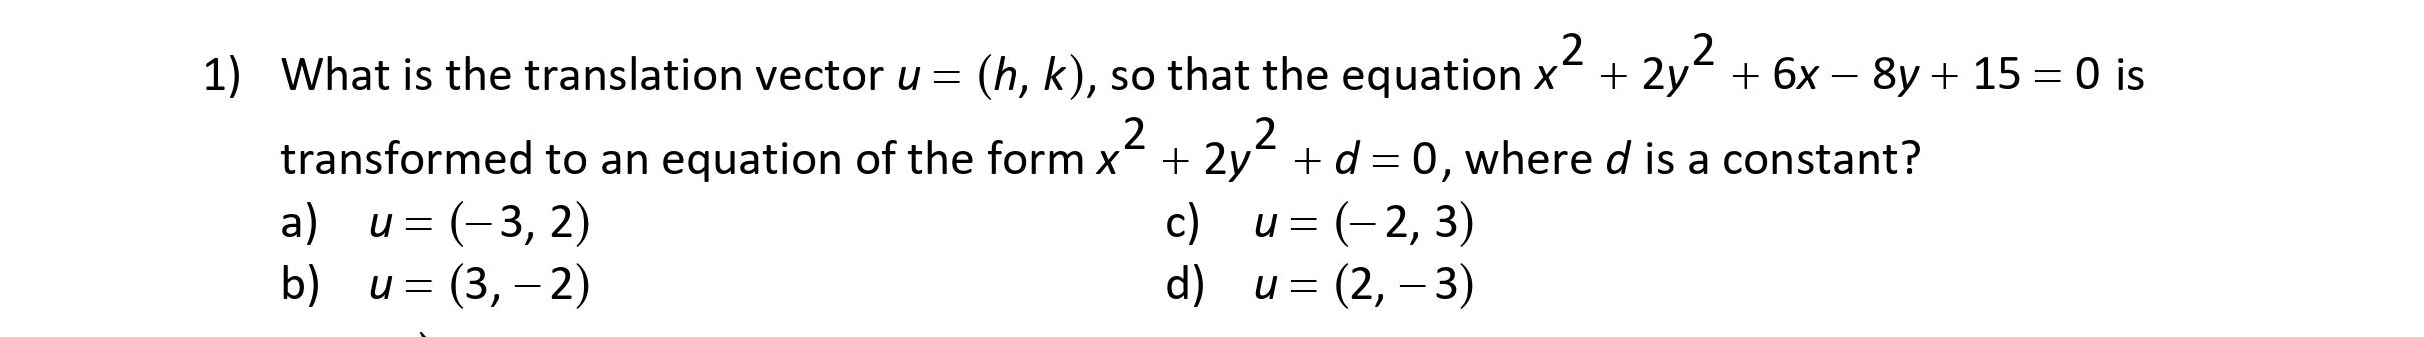 1) What is the translation vector u = (h, k), so that the equation x² + 2y² + 6x – 8y + 15 = 0 is
transformed to an equation of the form x² + 2y² + d = 0, where d is a constant?
a) u = (– 3, 2) c) u = (– 2, 3)
b) u = (3, – 2) d) u = (2, – 3)